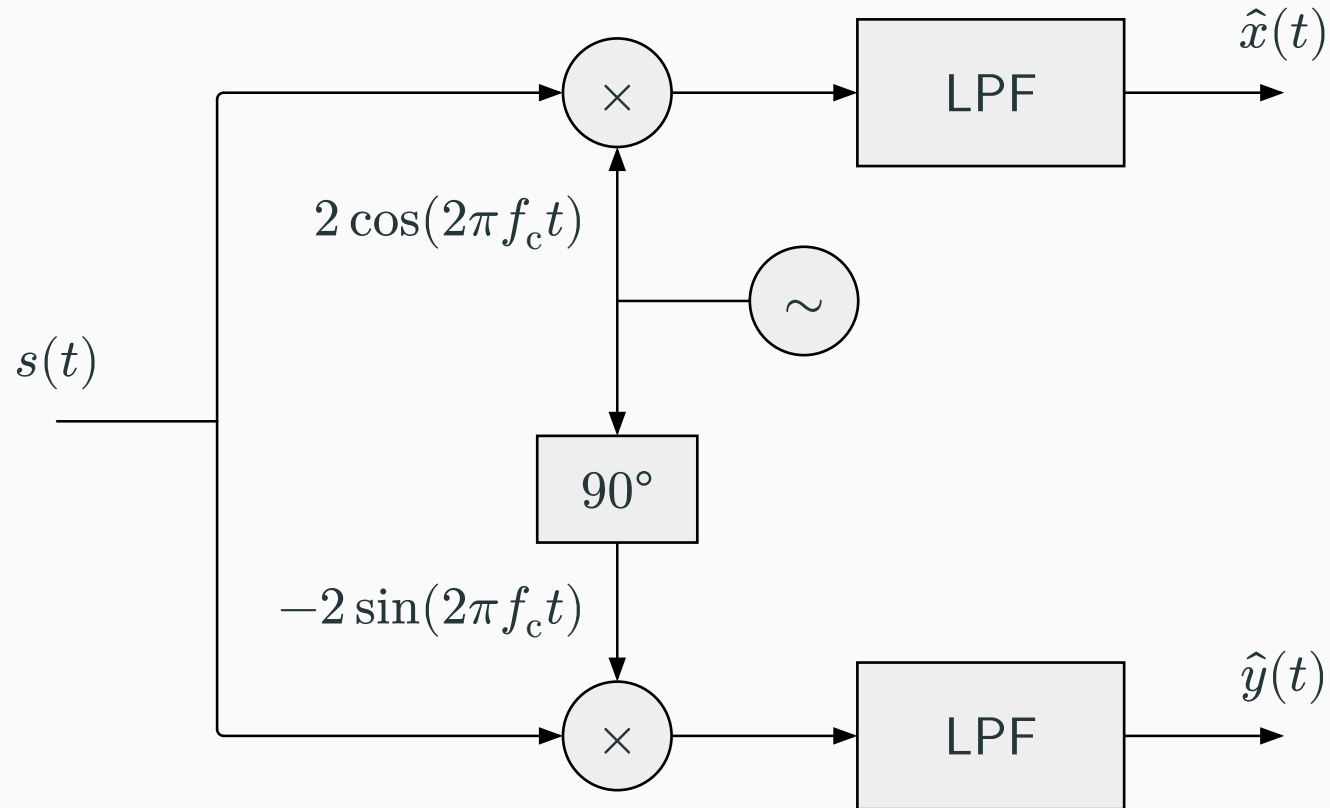 x̂(t)
× LPF
2 cos(2πf_c t)
∼
s(t)
90°
−2 sin(2πf_c t)
ŷ(t)
× LPF